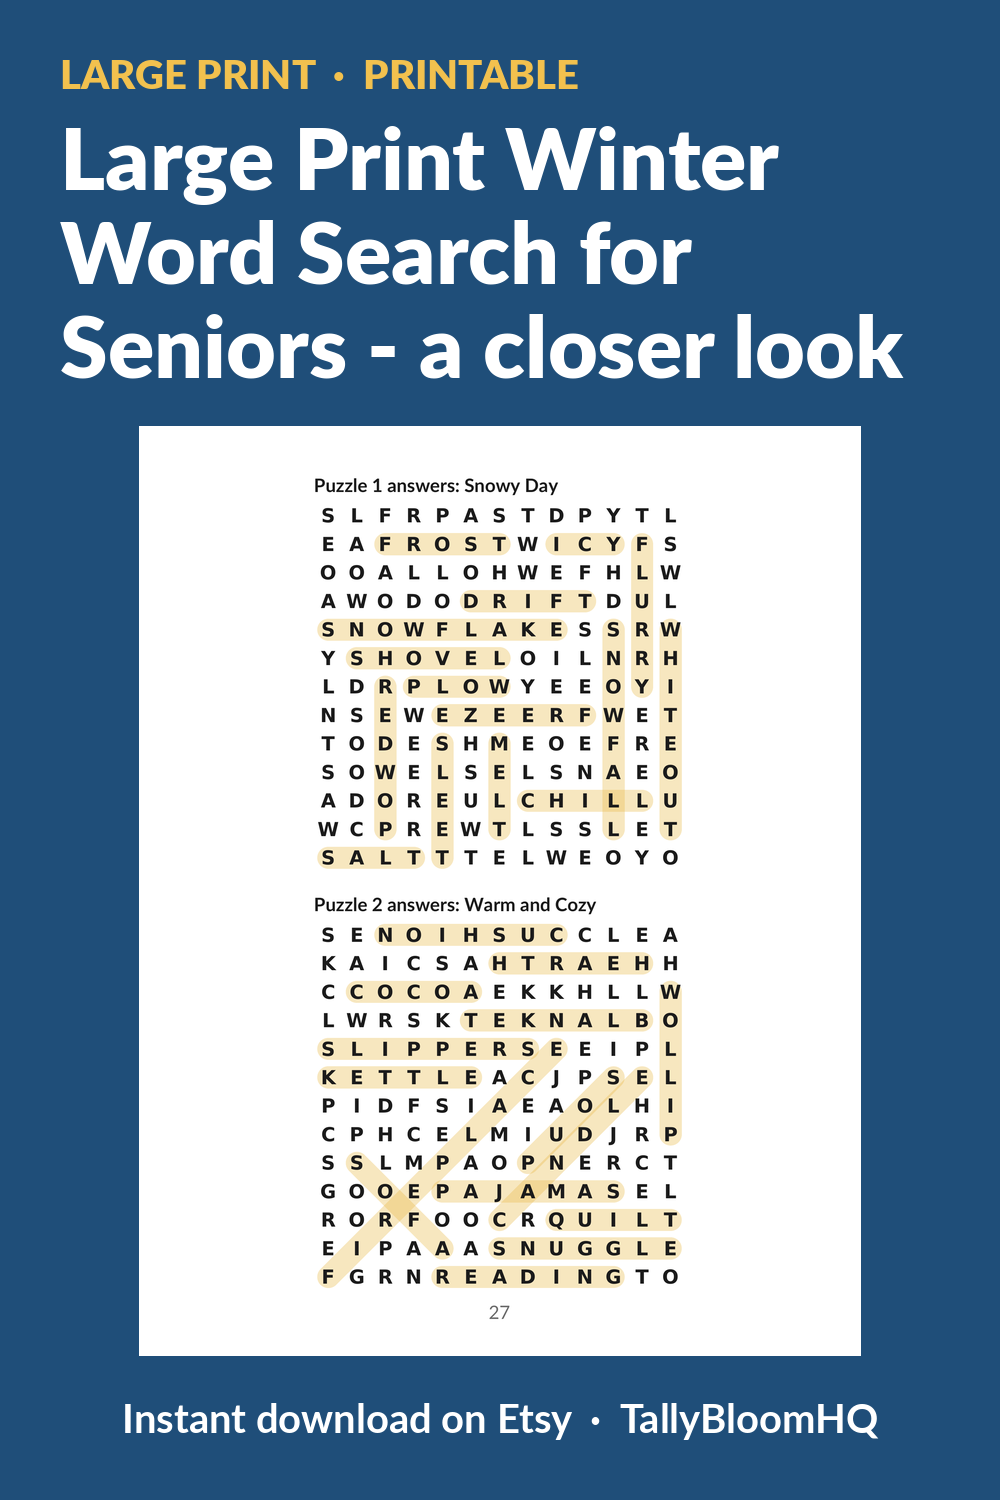 LARGE PRINT · PRINTABLE
Large Print Winter
Word Search for
Seniors - a closer look
Puzzle 1 answers: Snowy Day
S L F R P A S T D P Y T L
E A F R O S T W I C Y F S
O O A L L O H W E F H L W
A W O D O D R I F T D U L
S N O W F L A K E S S R W
Y S H O V E L O I L N R H
L D R P L O W Y E E O Y I
N S E W E Z E E R F W E T
T O D E S H M E O E F R E
S O W E L S E L S N A E O
A D O R E U L C H I L L U
W C P R E W T L S S L E T
S A L T T T E L W E O Y O
Puzzle 2 answers: Warm and Cozy
S E N O I H S U C C L E A
K A I C S A H T R A E H H
C C O C O A E K K H L L W
L W R S K T E K N A L B O
S L I P P E R S E E I P L
K E T T L E A C J P S E L
P I D F S I A E A O L H I
C P H C E L M I U D J R P
S S L M P A O P N E R C T
G O O E P A J A M A S E L
R O R F O O C R Q U I L T
E I P A A A S N U G G L E
F G R N R E A D I N G T O
27
Instant download on Etsy · TallyBloomHQ